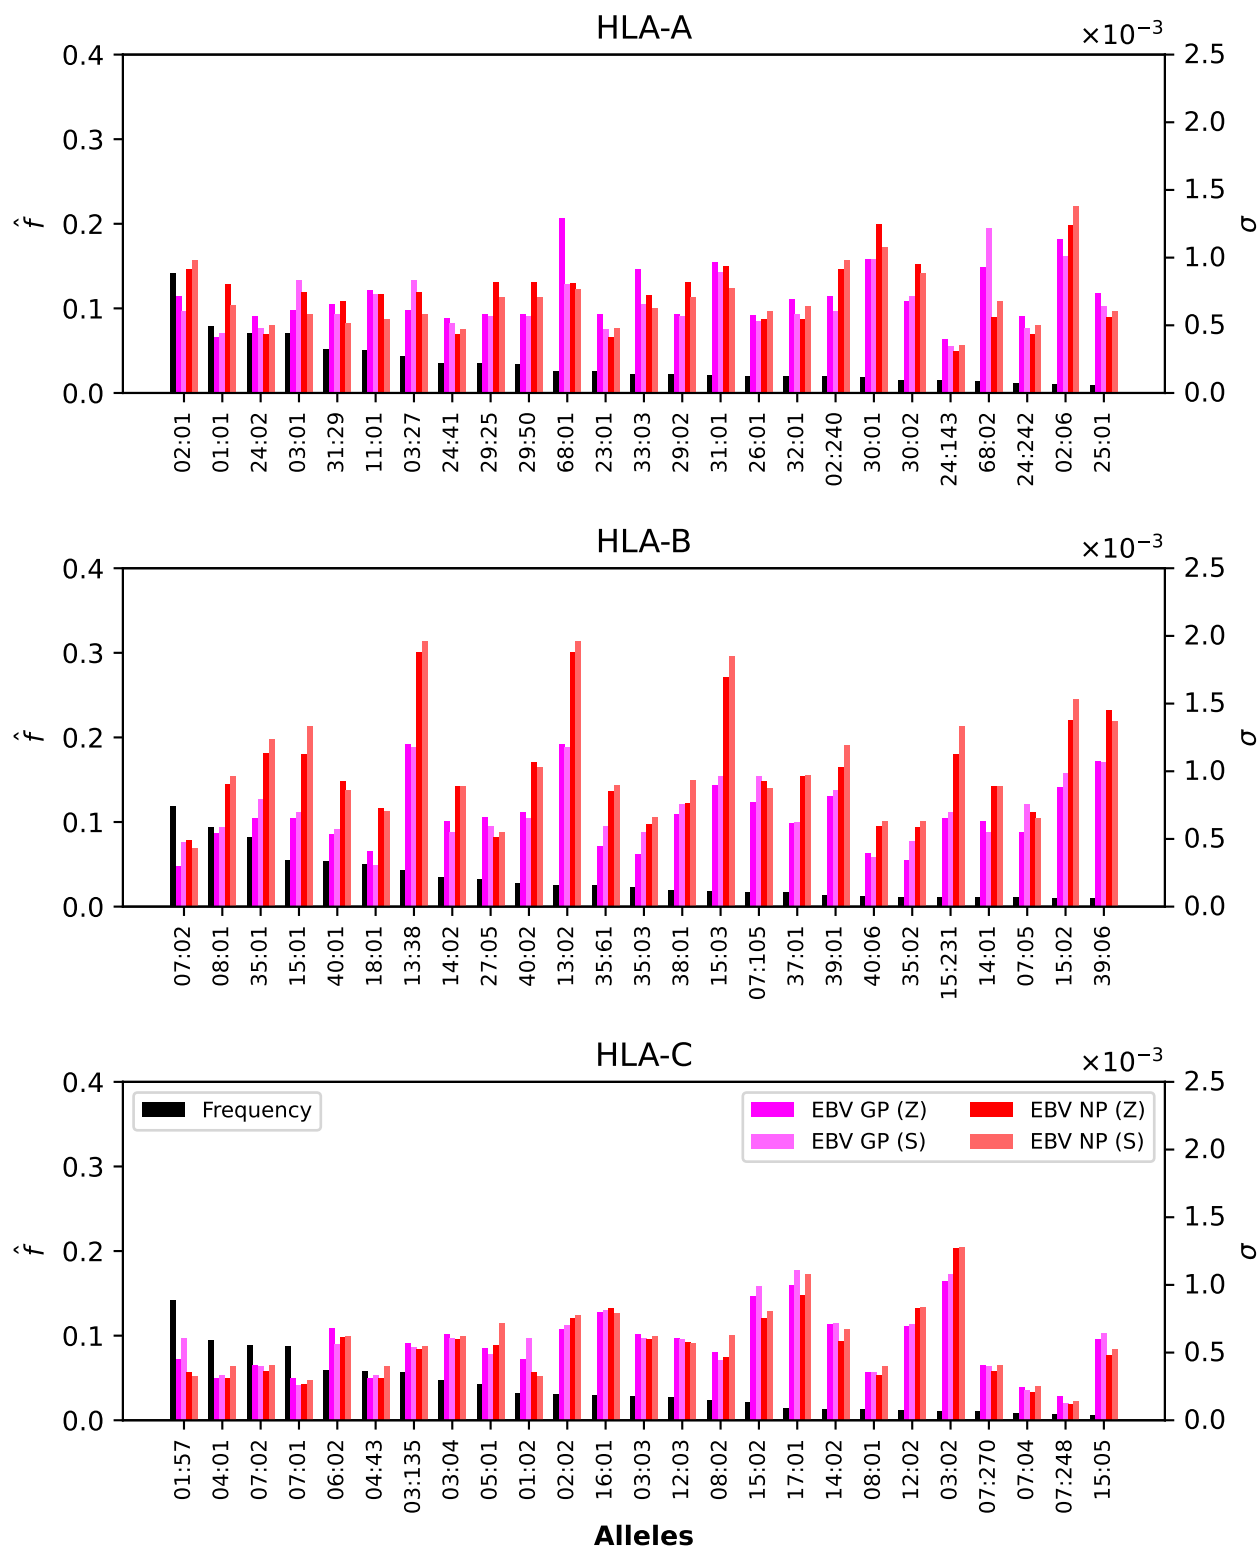 HLA-A
×10⁻³
0.4
0.3
0.2
0.1
0.0
f̂
2.5
2.0
1.5
1.0
0.5
0.0
σ
02:01 01:01 24:02 03:01 31:29 11:01 03:27 24:41 29:25 29:50 68:01 23:01 33:03 29:02 31:01 26:01 32:01 02:240 30:01 30:02 24:143 68:02 24:242 02:06 25:01
HLA-B
×10⁻³
0.4
0.3
0.2
0.1
0.0
f̂
2.5
2.0
1.5
1.0
0.5
0.0
σ
07:02 08:01 35:01 15:01 40:01 18:01 13:38 14:02 27:05 40:02 13:02 35:61 35:03 38:01 15:03 07:105 37:01 39:01 40:06 35:02 15:231 14:01 07:05 15:02 39:06
HLA-C
×10⁻³
0.4
0.3
0.2
0.1
0.0
f̂
Frequency
EBV GP (Z) EBV NP (Z)
EBV GP (S) EBV NP (S)
2.5
2.0
1.5
1.0
0.5
0.0
σ
01:57 04:01 07:02 07:01 06:02 04:43 03:135 03:04 05:01 01:02 02:02 16:01 03:03 12:03 08:02 15:02 17:01 14:02 08:01 12:02 03:02 07:270 07:04 07:248 15:05
Alleles